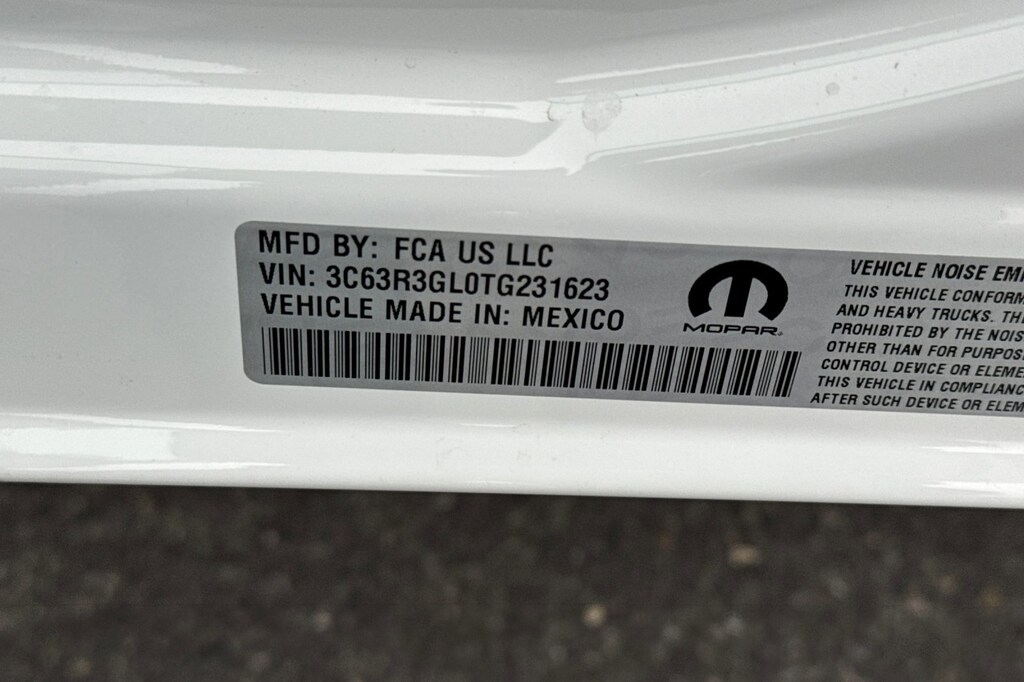 MFD BY: FCA US LLC
VIN: 3C63R3GL0TG231623
VEHICLE MADE IN: MEXICO
MOPAR
VEHICLE NOISE EMI
THIS VEHICLE CONFORM
AND HEAVY TRUCKS. THE
PROHIBITED BY THE NOIS
OTHER THAN FOR PURPOS
CONTROL DEVICE OR ELEME
THIS VEHICLE IN COMPLIANC
AFTER SUCH DEVICE OR ELEM